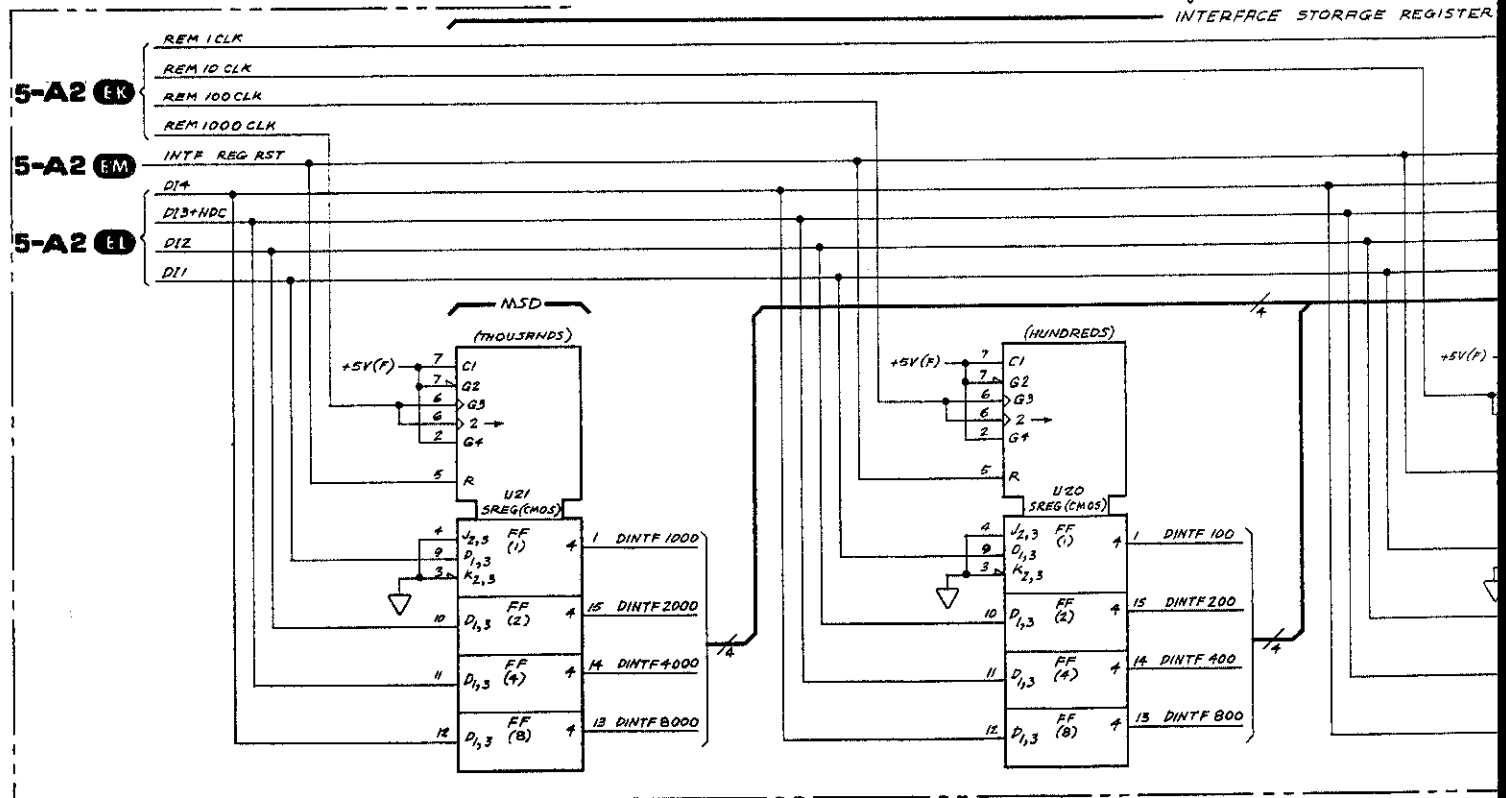 INTERFACE STORAGE REGISTER
REM 1 CLK
REM 10 CLK
5-A2 EK
REM 100 CLK
REM 1000 CLK
5-A2 EM
INTF REG RST
DI4
DI3+NDC
5-A2 EL
DI2
DI1
MSD
4
(THOUSANDS)
+5V(F)
7 C1
7 G2
6 G3
6 2 →
2 G4
5 R
U21
SREG(CMOS)
4 J2,3 FF (1) 4 1 DINTF 1000
9 D1,3
3 K2,3
10 D1,3 FF (2) 4 15 DINTF 2000
11 D1,3 FF (4) 4 14 DINTF 4000
12 D1,3 FF (8) 4 13 DINTF 8000
4
(HUNDREDS)
+5V(F)
7 C1
7 G2
6 G3
6 2 →
2 G4
5 R
U20
SREG(CMOS)
4 J2,3 FF (1) 4 1 DINTF 100
9 D1,3
3 K2,3
10 D1,3 FF (2) 4 15 DINTF 200
11 D1,3 FF (4) 4 14 DINTF 400
12 D1,3 FF (8) 4 13 DINTF 800
4
+5V(F)